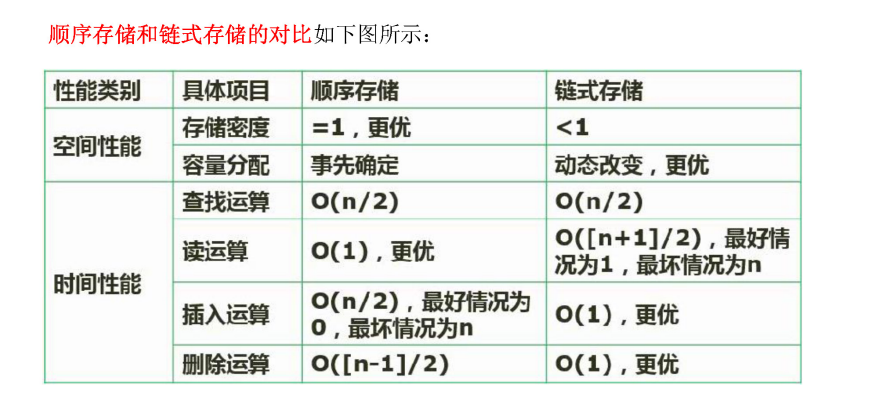 顺序存储和链式存储的对比如下图所示：
性能类别 具体项目 顺序存储 链式存储
空间性能 存储密度 =1，更优 <1
容量分配 事先确定 动态改变，更优
时间性能 查找运算 O(n/2) O(n/2)
读运算 O(1)，更优 O([n+1]/2)，最好情
况为1，最坏情况为n
插入运算 O(n/2)，最好情况为
0，最坏情况为n O(1)，更优
删除运算 O([n-1]/2) O(1)，更优